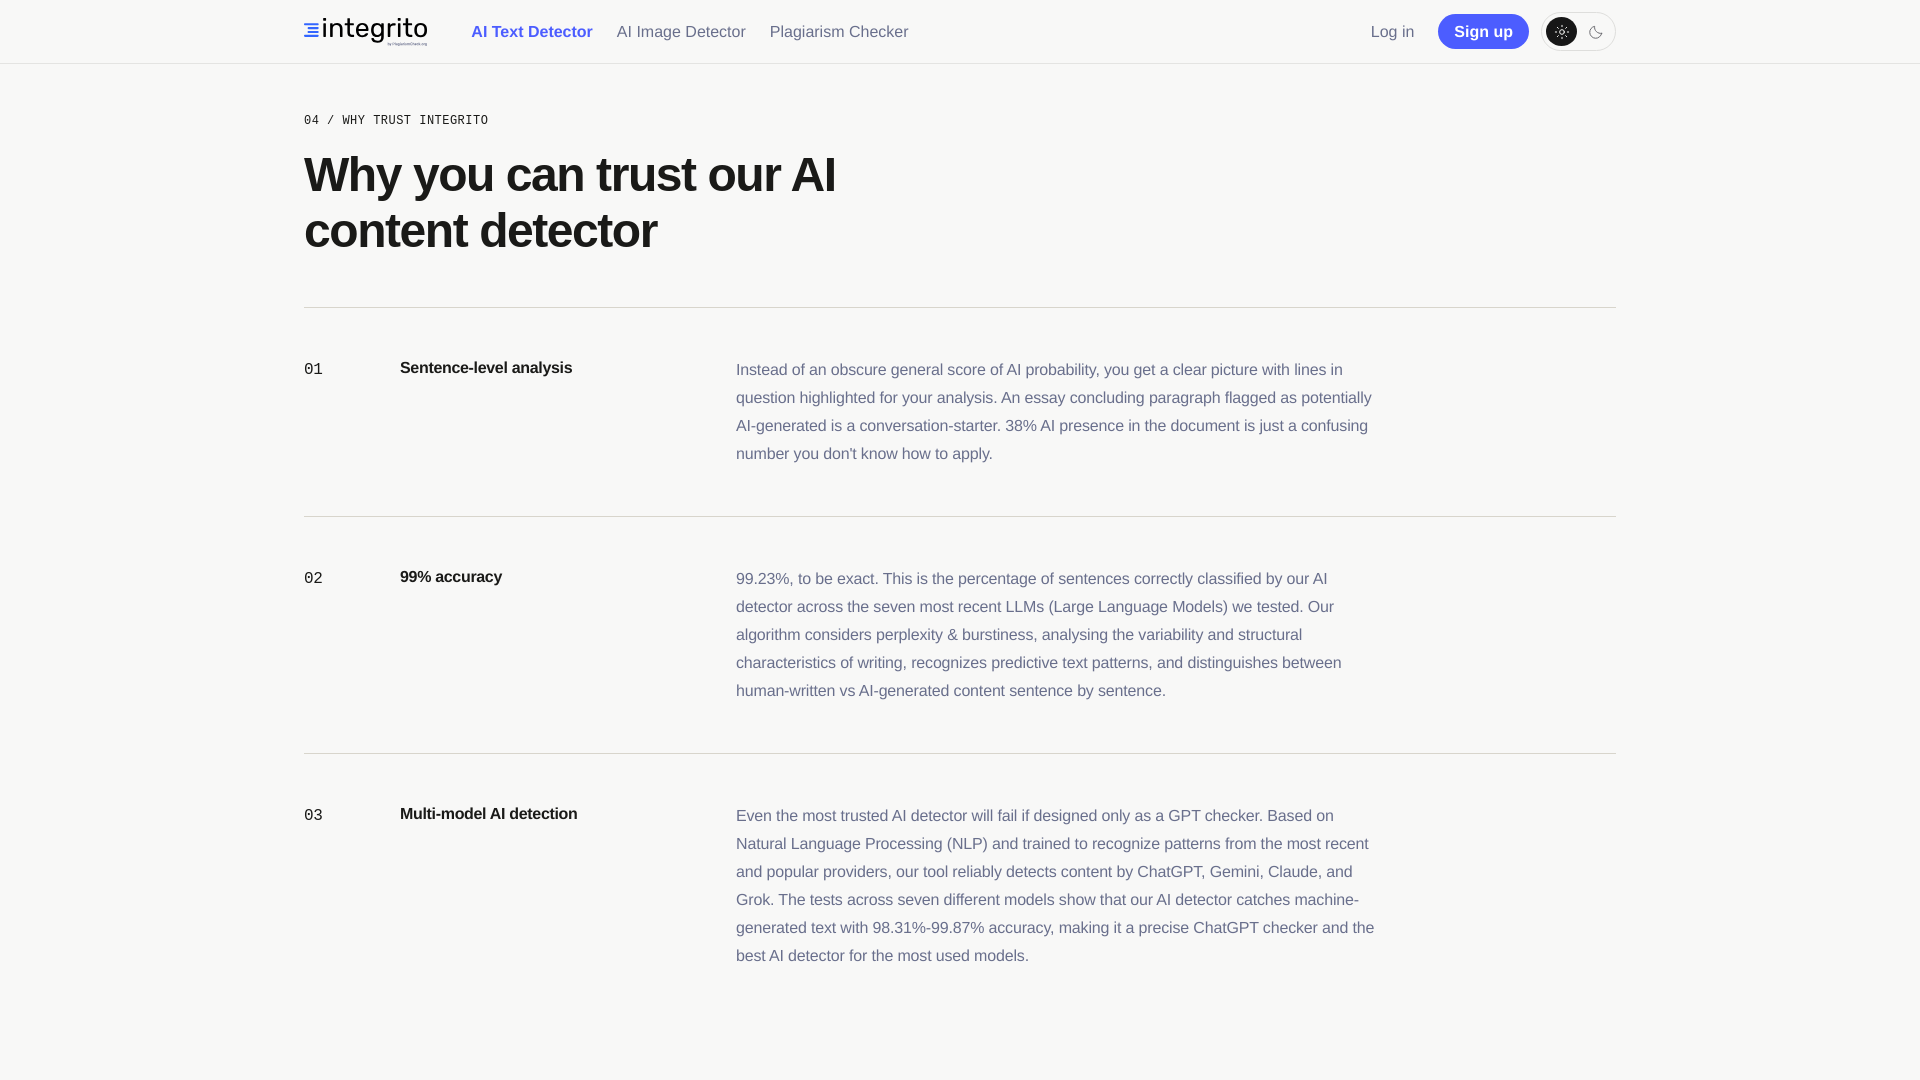 integrito
by PlagiarismCheck.org
AI Text Detector
AI Image Detector
Plagiarism Checker
Log in
Sign up
04 / WHY TRUST INTEGRITO
Why you can trust our AI
content detector
01
Sentence-level analysis
Instead of an obscure general score of AI probability, you get a clear picture with lines in
question highlighted for your analysis. An essay concluding paragraph flagged as potentially
AI-generated is a conversation-starter. 38% AI presence in the document is just a confusing
number you don't know how to apply.
02
99% accuracy
99.23%, to be exact. This is the percentage of sentences correctly classified by our AI
detector across the seven most recent LLMs (Large Language Models) we tested. Our
algorithm considers perplexity & burstiness, analysing the variability and structural
characteristics of writing, recognizes predictive text patterns, and distinguishes between
human-written vs AI-generated content sentence by sentence.
03
Multi-model AI detection
Even the most trusted AI detector will fail if designed only as a GPT checker. Based on
Natural Language Processing (NLP) and trained to recognize patterns from the most recent
and popular providers, our tool reliably detects content by ChatGPT, Gemini, Claude, and
Grok. The tests across seven different models show that our AI detector catches machine-
generated text with 98.31%-99.87% accuracy, making it a precise ChatGPT checker and the
best AI detector for the most used models.